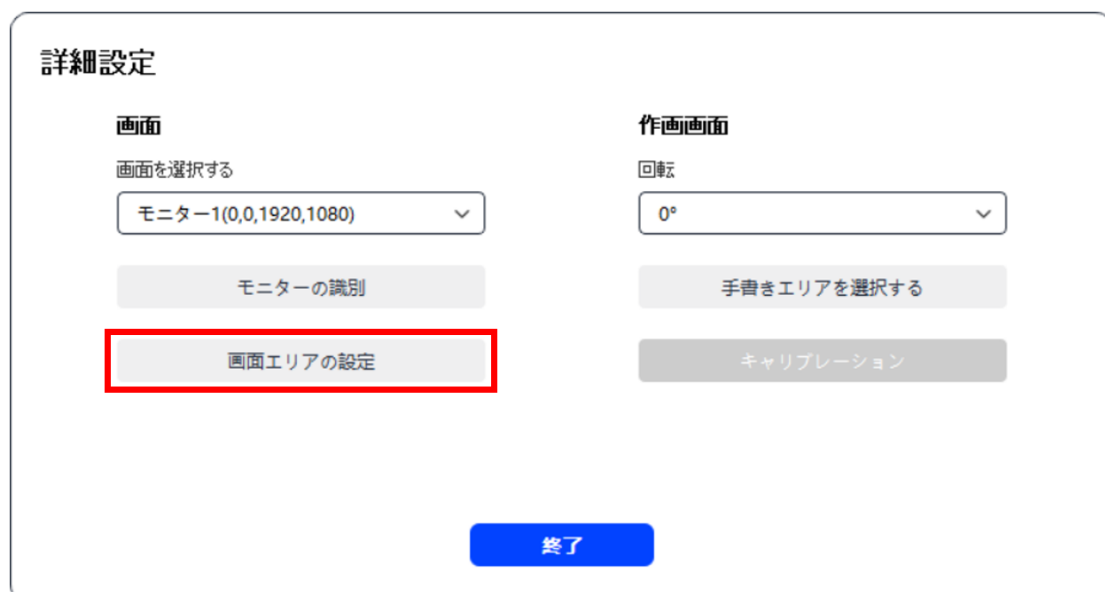 詳細設定
画面
画面を選択する
モニター1(0,0,1920,1080)
モニターの識別
画面エリアの設定
作画画面
回転
0°
手書きエリアを選択する
キャリブレーション
終了